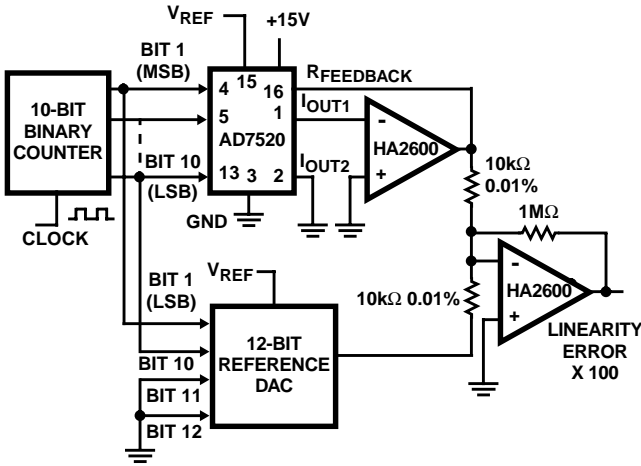 VREF
+15V
BIT 1
(MSB)
RFEEDBACK
15
16
4
IOUT1
10-BIT
BINARY
COUNTER
5
1
-
AD7520
HA2600
BIT 10
(LSB)
IOUT2
13
3
2
+
10kΩ
0.01%
GND
1MΩ
CLOCK
VREF
BIT 1
(LSB)
-
10kΩ 0.01%
HA2600
+
12-BIT
REFERENCE
DAC
LINEARITY
ERROR
X 100
BIT 10
BIT 11
BIT 12